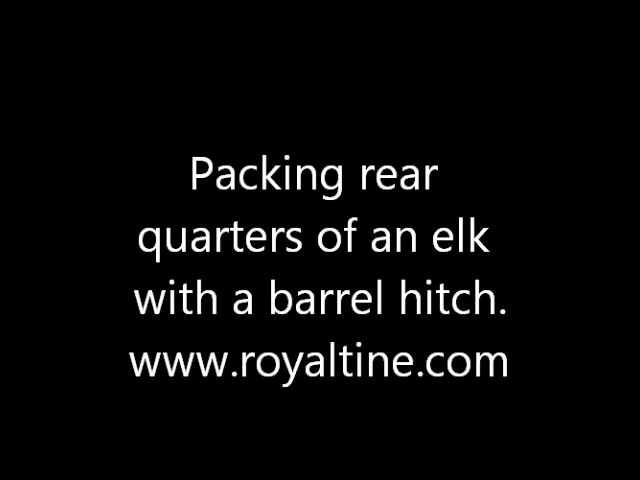 Packing rear
quarters of an elk
with a barrel hitch.
www.royaltine.com